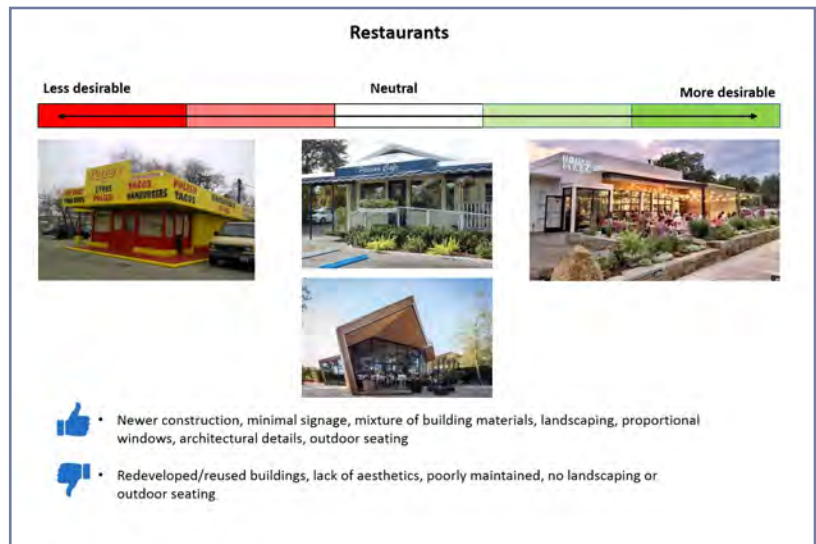 Restaurants
Less desirable
Neutral
More desirable
TACOS
HAMBURGERS
TACOS
• Newer construction, minimal signage, mixture of building materials, landscaping, proportional
windows, architectural details, outdoor seating
• Redeveloped/reused buildings, lack of aesthetics, poorly maintained, no landscaping or
outdoor seating